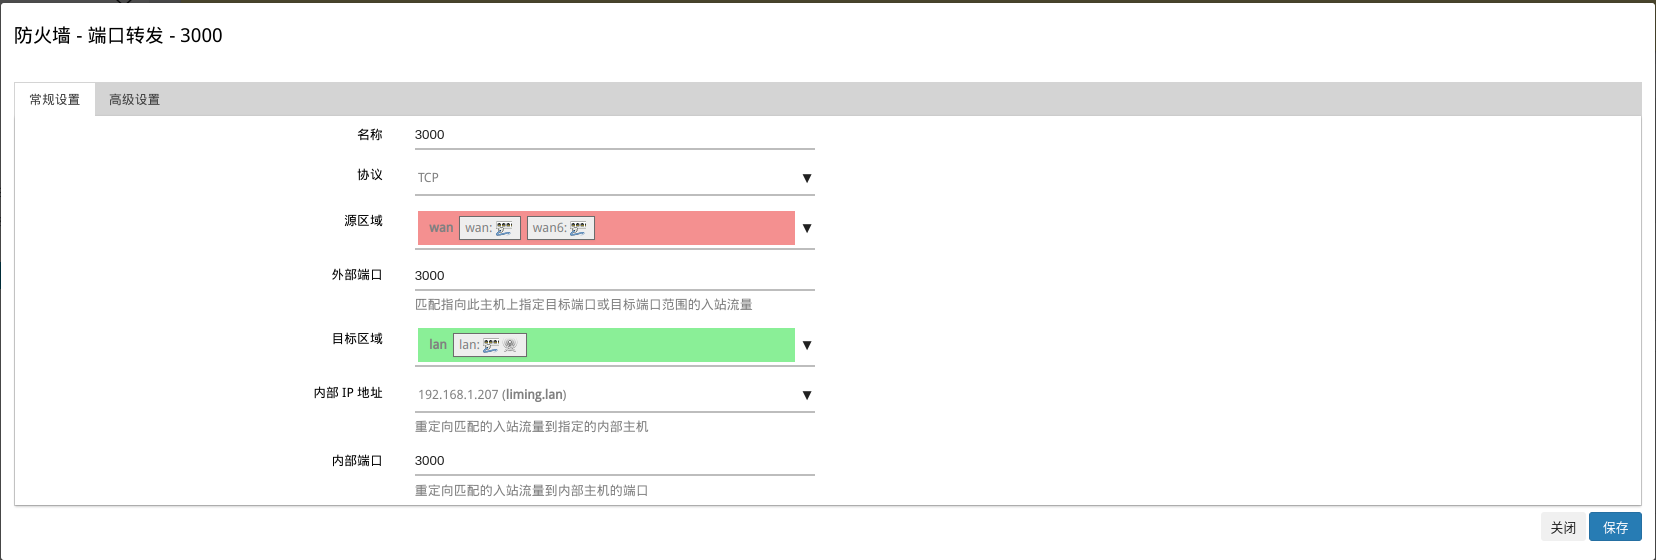 防火墙 - 端口转发 - 3000
常规设置 高级设置
名称 3000
协议 TCP ▼
源区域 wan wan: wan6: ▼
外部端口 3000
匹配指向此主机上指定目标端口或目标端口范围的入站流量
目标区域 lan lan: ▼
内部 IP 地址 192.168.1.207 (liming.lan) ▼
重定向匹配的入站流量到指定的内部主机
内部端口 3000
重定向匹配的入站流量到内部主机的端口
关闭 保存